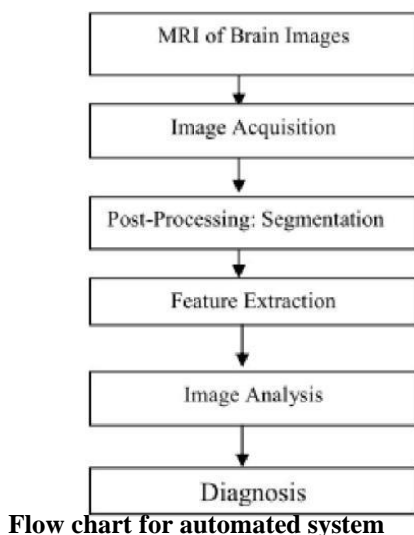 MRI of Brain Images
Image Acquisition
Post-Processing: Segmentation
Feature Extraction
Image Analysis
Diagnosis
Flow chart for automated system